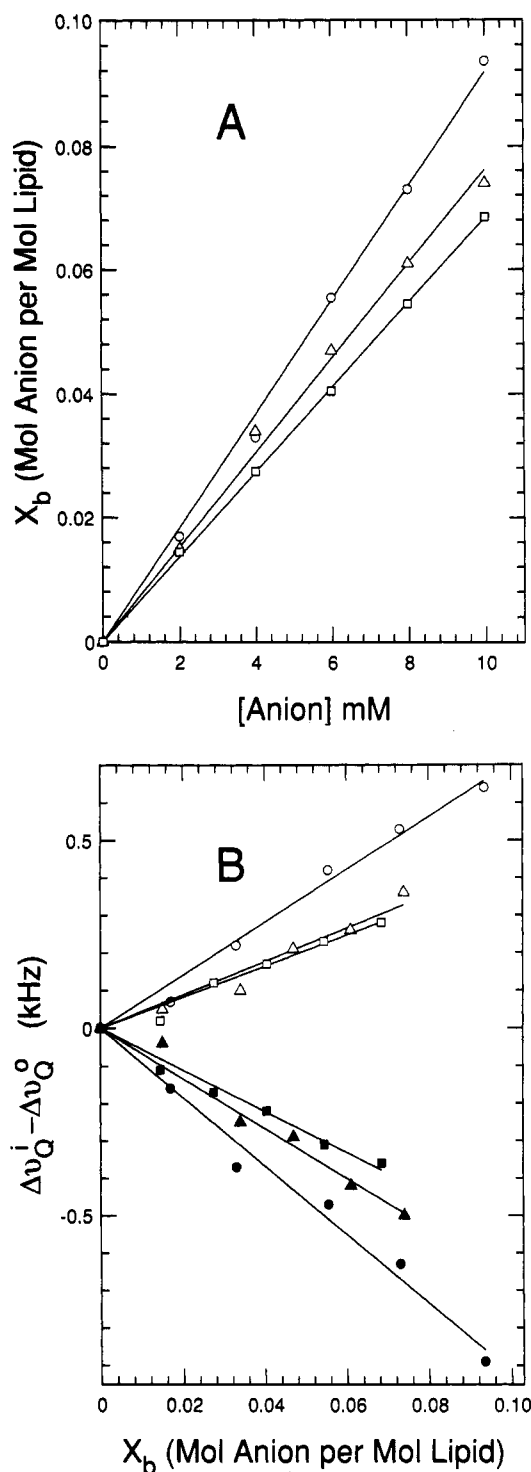 0.10
0.08
0.06
0.04
0.02
0
X_b (Mol Anion per Mol Lipid)
A
0 2 4 6 8 10
[Anion] mM
0.5
0
-0.5
Δν_Q^i − Δν_Q^o (kHz)
B
0 0.02 0.04 0.06 0.08 0.10
X_b (Mol Anion per Mol Lipid)